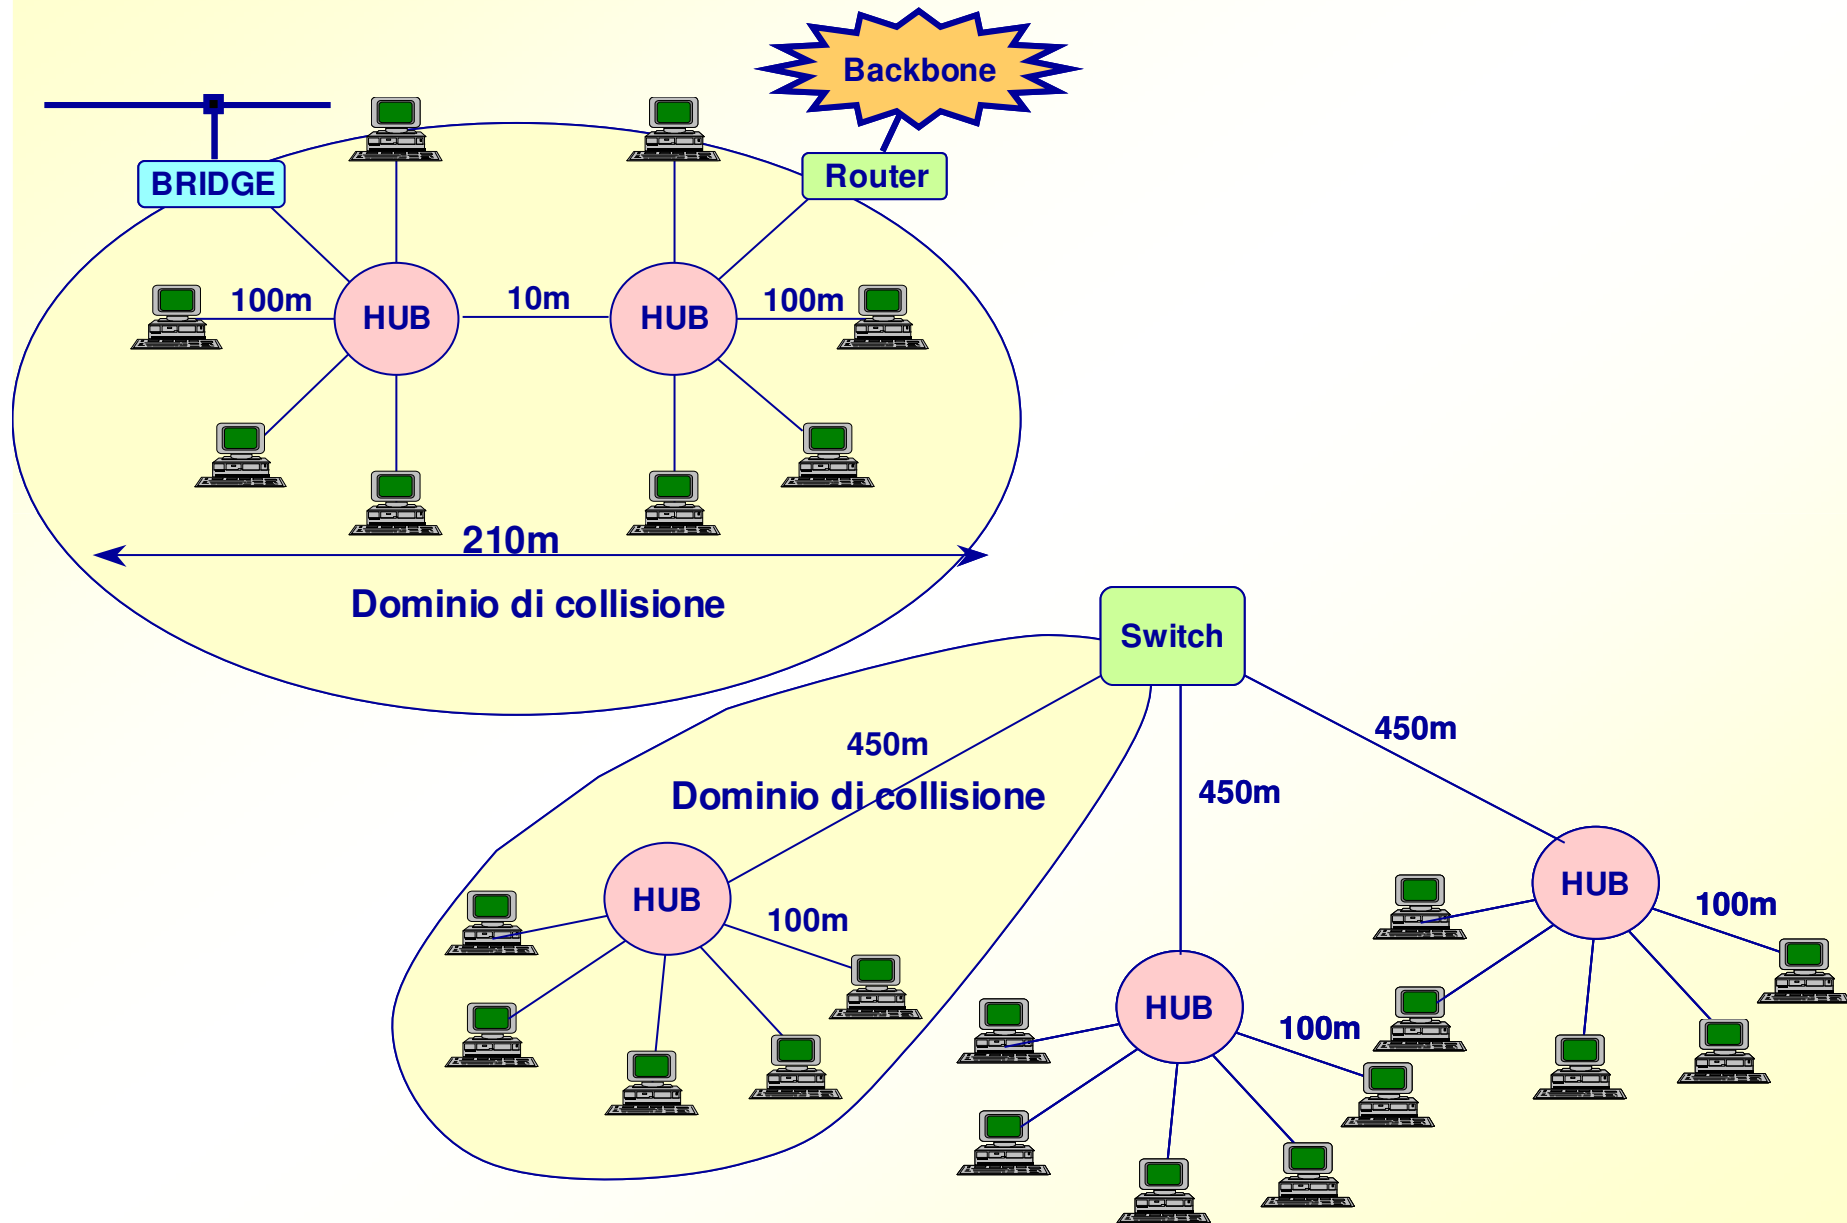 Backbone
BRIDGE
Router
100m
HUB
10m
HUB
100m
210m
Dominio di collisione
Switch
450m
450m
450m
Dominio di collisione
HUB
100m
HUB
100m
HUB
100m